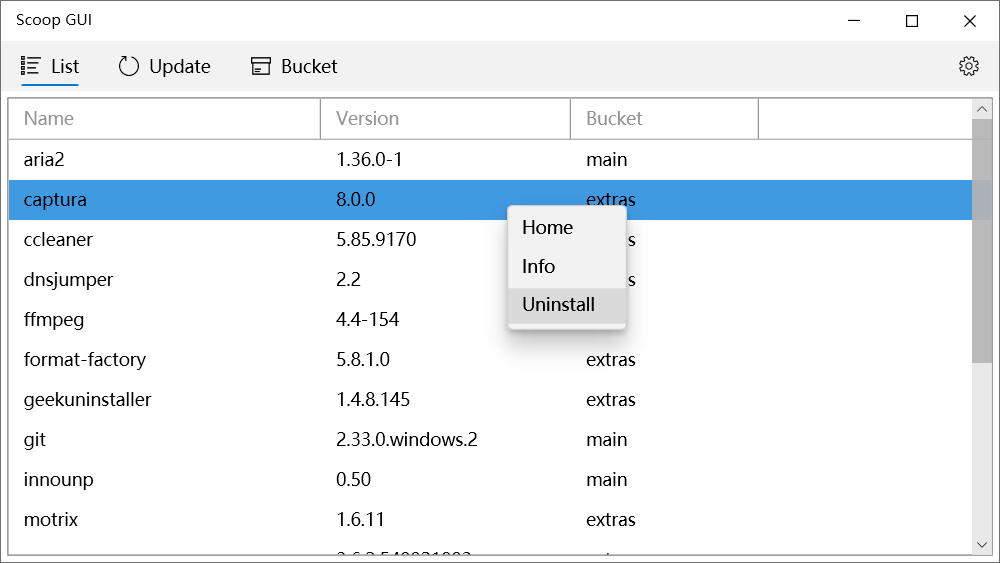 Scoop GUI
List Update Bucket
Name Version Bucket
aria2 1.36.0-1 main
captura 8.0.0 extras
Home
ccleaner 5.85.9170 s
Info
dnsjumper 2.2 s
Uninstall
ffmpeg 4.4-154
format-factory 5.8.1.0 extras
geekuninstaller 1.4.8.145 extras
git 2.33.0.windows.2 main
innounp 0.50 main
motrix 1.6.11 extras